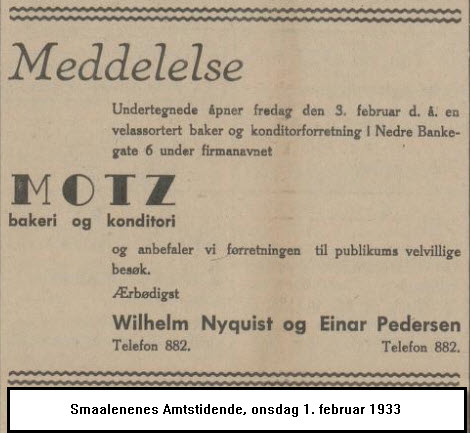 Meddelelse
Undertegnede åpner fredag den 3. februar d. å. en
velassortert baker og konditorforretning i Nedre Banke-
gate 6 under firmanavnet
MOTZ
bakeri og konditori
og anbefaler vi forretningen til publikums velvillige
besøk.
Ærbødigst
Wilhelm Nyquist og Einar Pedersen
Telefon 882. Telefon 882.
Smaalenenes Amtstidende, onsdag 1. februar 1933